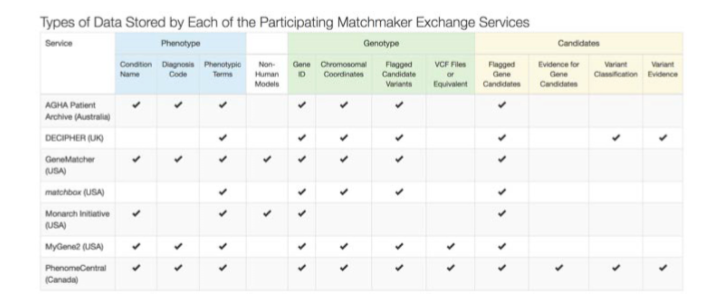 Types of Data Stored by Each of the Participating Matchmaker Exchange Services
Service Phenotype Genotype Candidates
Condition Name Diagnosis Code Phenotypic Terms Non-Human Models Gene ID Chromosomal Coordinates Flagged Candidate Variants VCF Files or Equivalent Flagged Gene Candidates Evidence for Gene Candidates Variant Classification Variant Evidence
AGHA Patient Archive (Australia) ✓ ✓ ✓ ✓ ✓ ✓ ✓
DECIPHER (UK) ✓ ✓ ✓ ✓ ✓ ✓ ✓
GeneMatcher (USA) ✓ ✓ ✓ ✓ ✓ ✓ ✓ ✓
matchbox (USA) ✓ ✓ ✓ ✓ ✓
Monarch Initiative (USA) ✓ ✓ ✓ ✓ ✓
MyGene2 (USA) ✓ ✓ ✓ ✓ ✓ ✓ ✓ ✓
PhenomeCentral (Canada) ✓ ✓ ✓ ✓ ✓ ✓ ✓ ✓ ✓ ✓ ✓